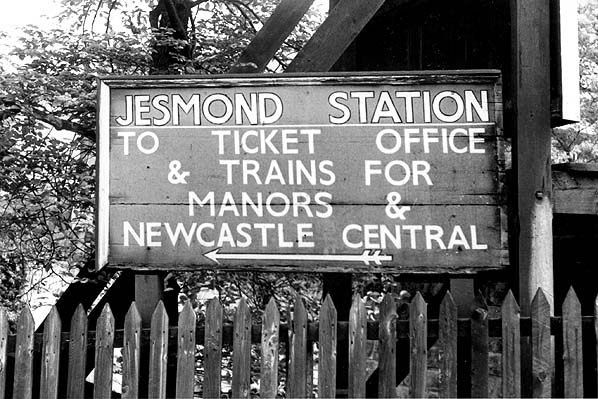 JESMOND STATION
TO TICKET OFFICE
& TRAINS FOR
MANORS &
NEWCASTLE CENTRAL